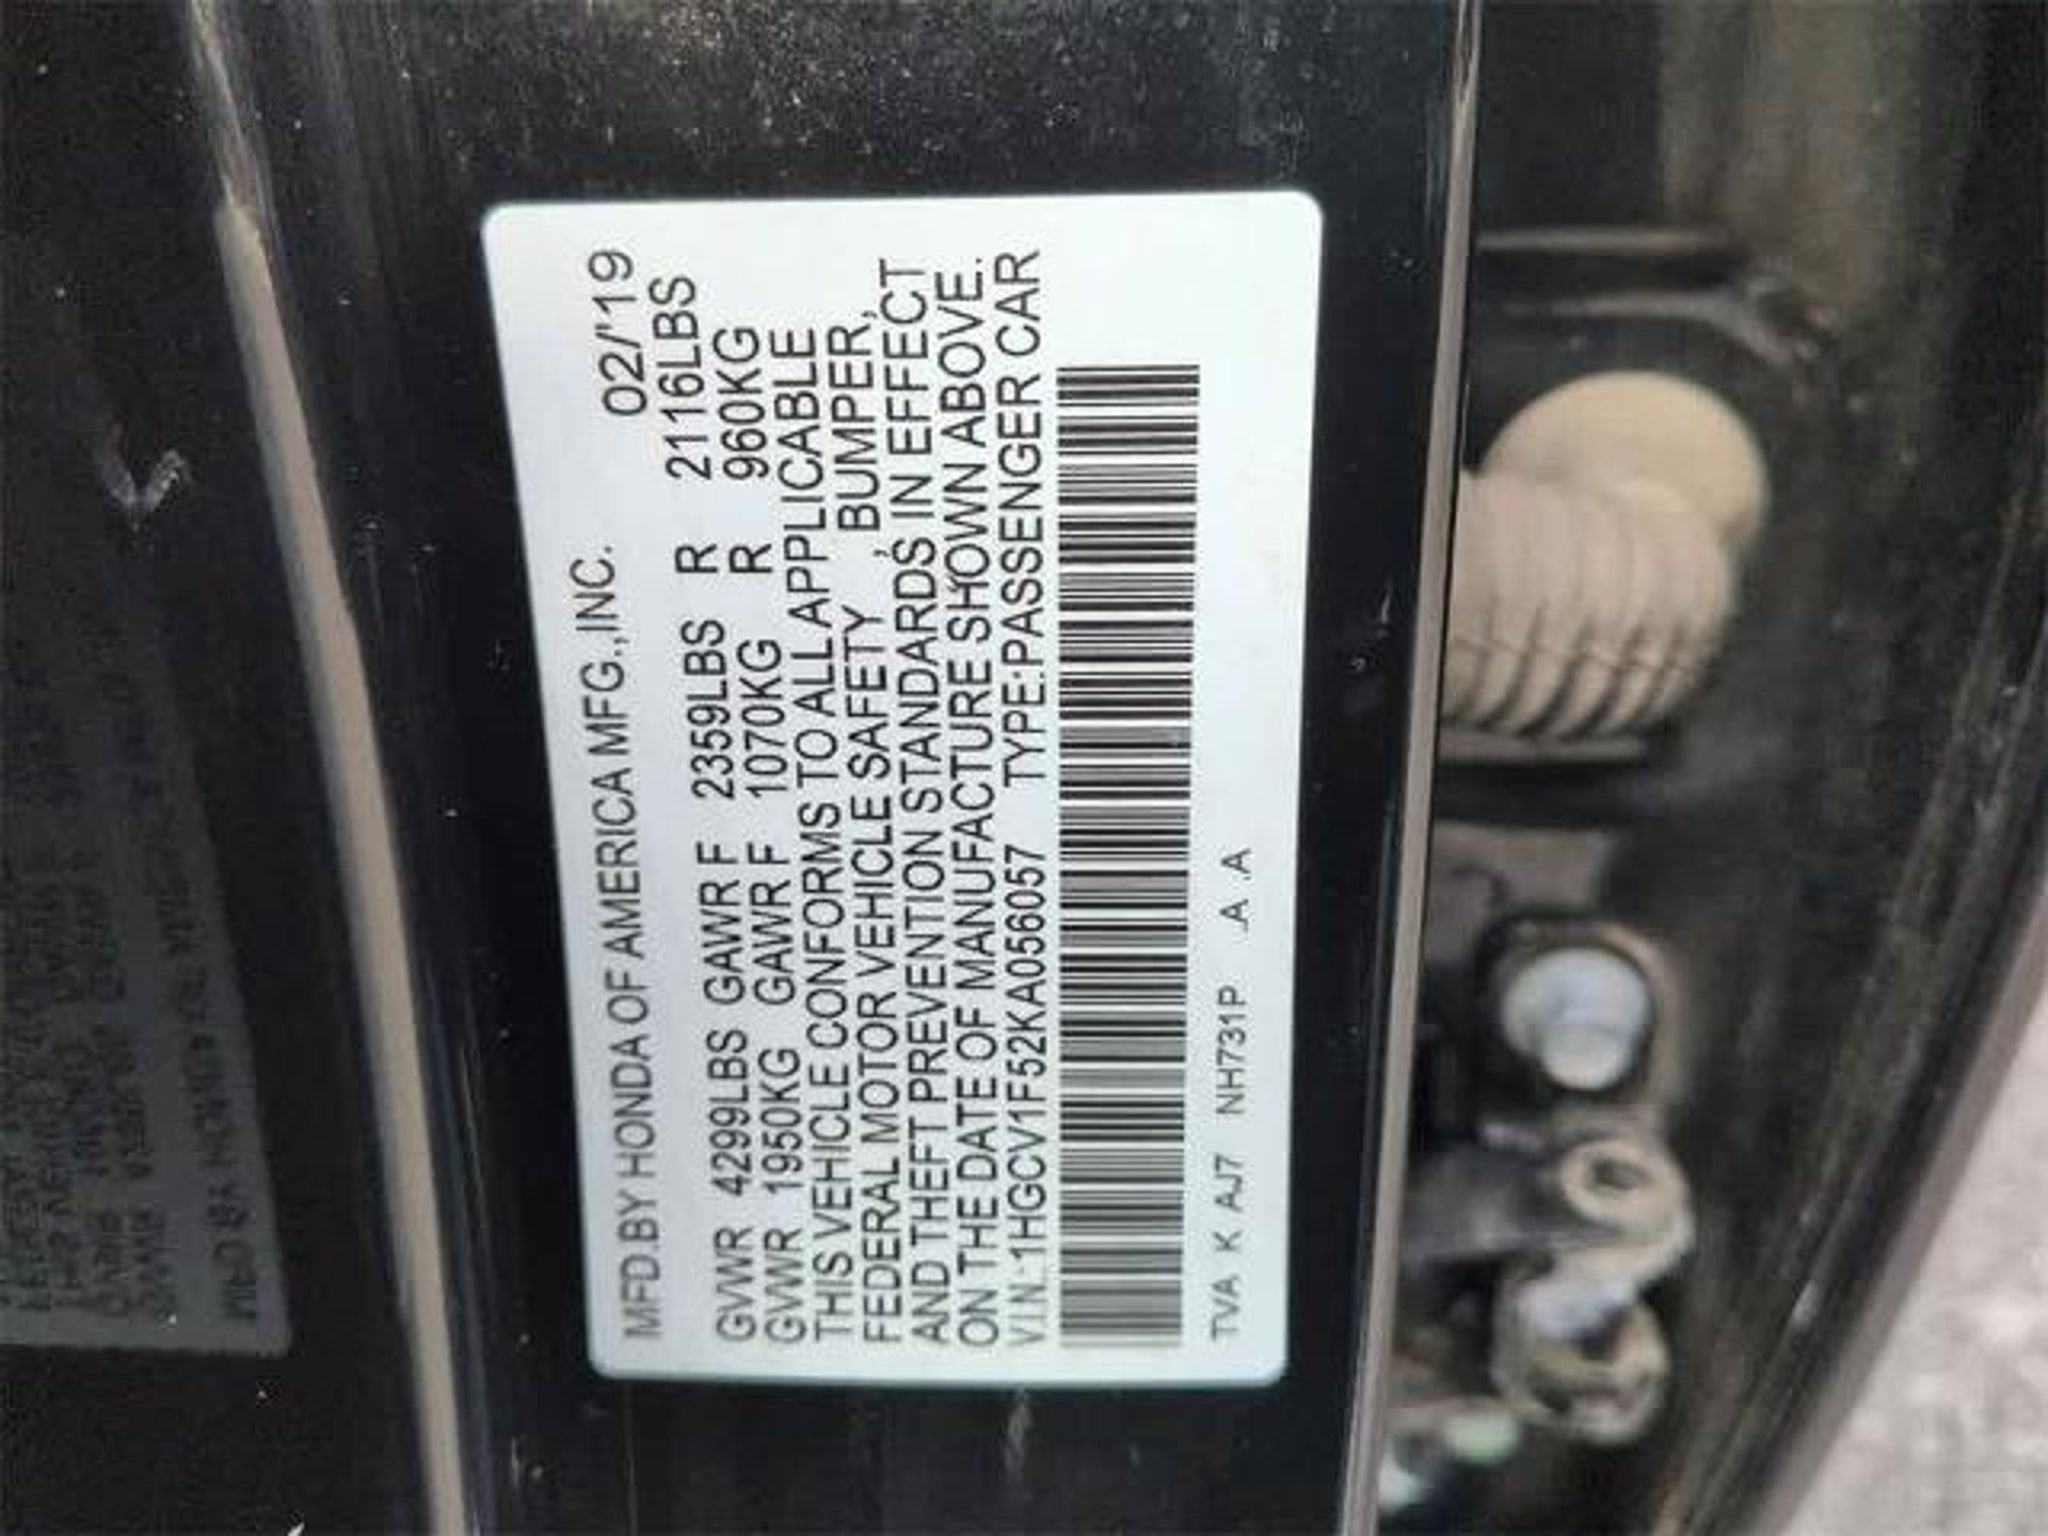 MFD.BY HONDA OF AMERICA MFG.,INC. 02/'19
GVWR 4299LBS GAWR F 2359LBS R 2116LBS
GVWR 1950KG GAWR F 1070KG R 960KG
THIS VEHICLE CONFORMS TO ALL APPLICABLE
FEDERAL MOTOR VEHICLE SAFETY , BUMPER,
AND THEFT PREVENTION STANDARDS IN EFFECT
ON THE DATE OF MANUFACTURE SHOWN ABOVE.
V.I.N.:1HGCV1F52KA056057 TYPE:PASSENGER CAR
TVA K AJ7 NH731P .A .A